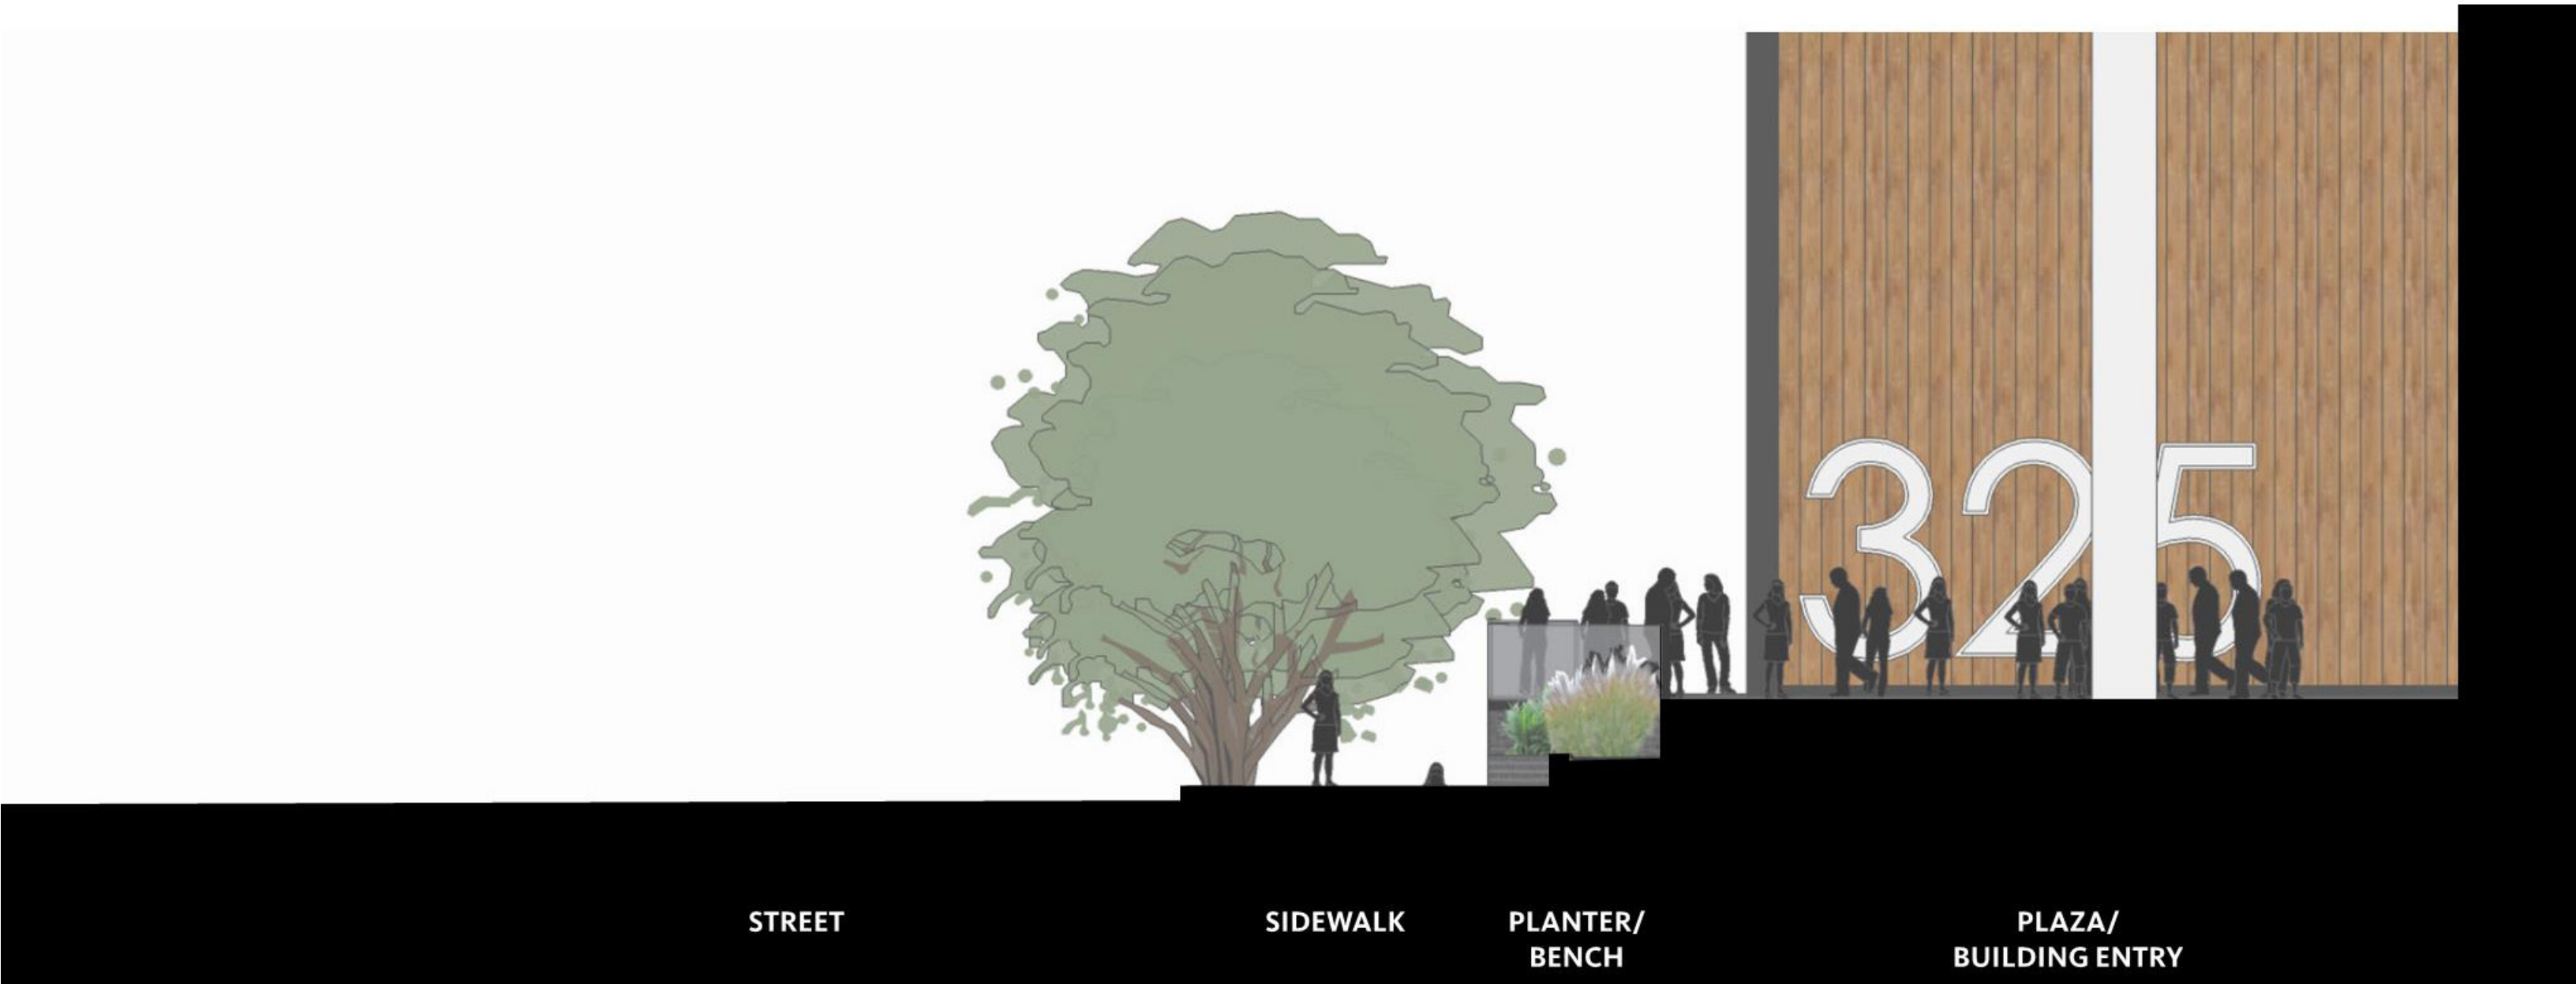 325
STREET
SIDEWALK
PLANTER/
BENCH
PLAZA/
BUILDING ENTRY